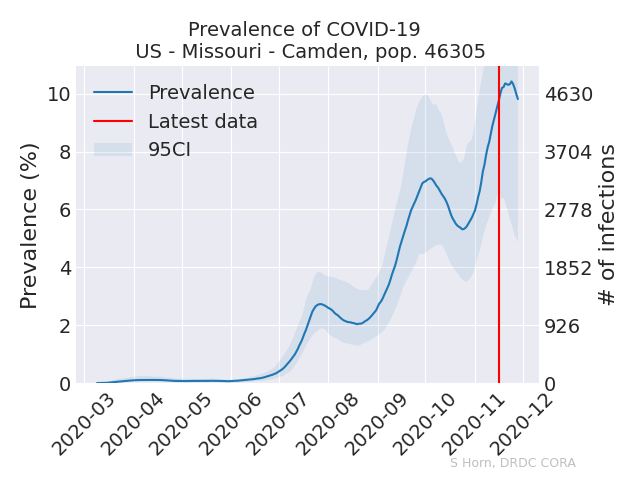 Prevalence of COVID-19
US - Missouri - Camden, pop. 46305
Prevalence
Latest data
95CI
Prevalence (%)
10
8
6
4
2
0
4630
3704
2778
1852
926
0
# of infections
2020-03
2020-04
2020-05
2020-06
2020-07
2020-08
2020-09
2020-10
2020-11
2020-12
S Horn, DRDC CORA